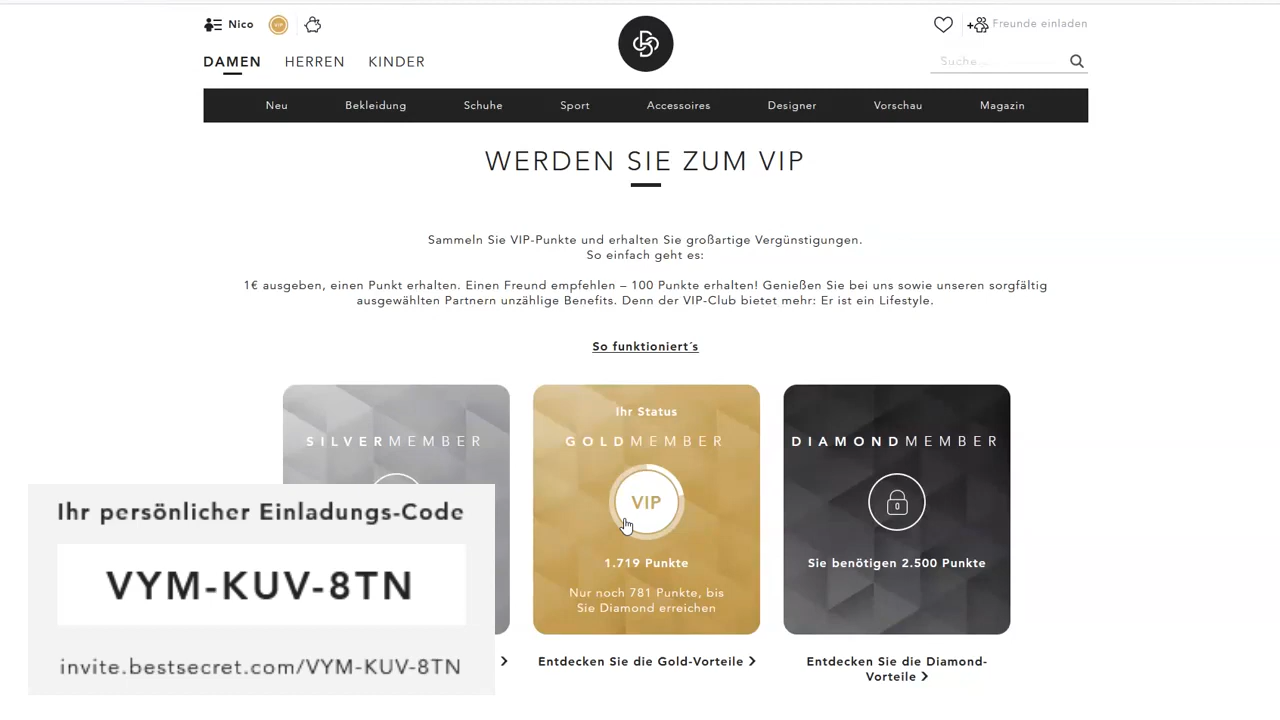 Nico
VIP
Freunde einladen
DAMEN HERREN KINDER
Suche...
Neu Bekleidung Schuhe Sport Accessoires Designer Vorschau Magazin
WERDEN SIE ZUM VIP
Sammeln Sie VIP-Punkte und erhalten Sie großartige Vergünstigungen.
So einfach geht es:
1€ ausgeben, einen Punkt erhalten. Einen Freund empfehlen – 100 Punkte erhalten! Genießen Sie bei uns sowie unseren sorgfältig
ausgewählten Partnern unzählige Benefits. Denn der VIP-Club bietet mehr: Er ist ein Lifestyle.
So funktioniert´s
SILVERMEMBER
Ihr Status
GOLDMEMBER
VIP
1.719 Punkte
Nur noch 781 Punkte, bis
Sie Diamond erreichen
DIAMONDMEMBER
Sie benötigen 2.500 Punkte
Entdecken Sie die Gold-Vorteile
Entdecken Sie die Diamond-
Vorteile
Ihr persönlicher Einladungs-Code
VYM-KUV-8TN
invite.bestsecret.com/VYM-KUV-8TN